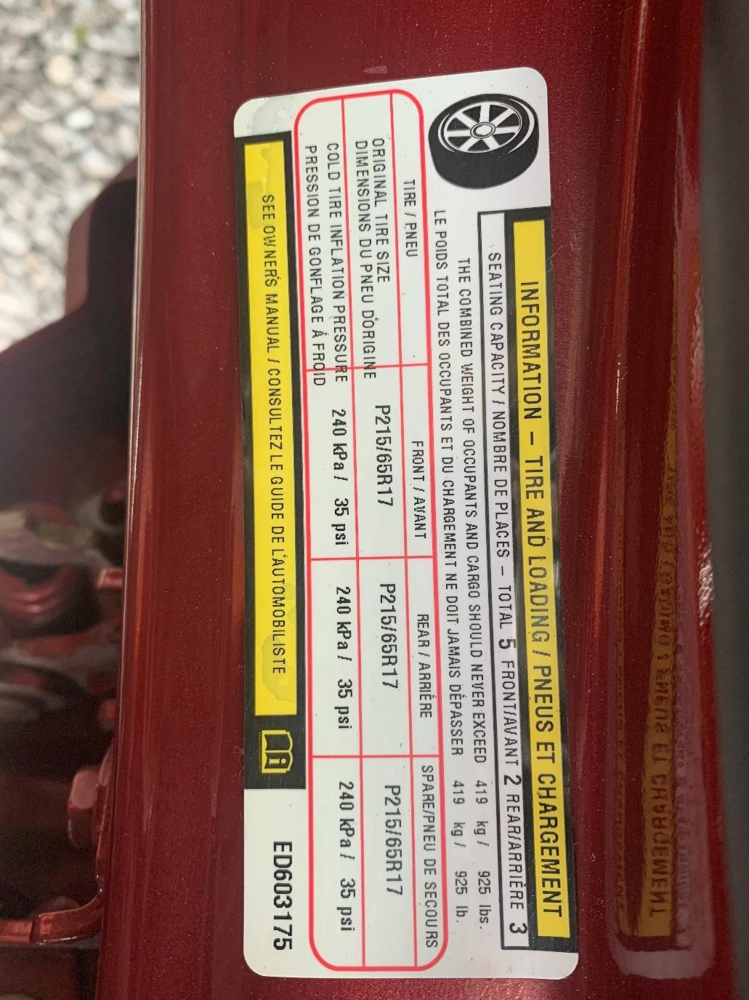 INFORMATION – TIRE AND LOADING / PNEUS ET CHARGEMENT
SEATING CAPACITY / NOMBRE DE PLACES – TOTAL 5 FRONT/AVANT 2 REAR/ARRIÈRE 3
THE COMBINED WEIGHT OF OCCUPANTS AND CARGO SHOULD NEVER EXCEED 419 kg / 925 lbs.
LE POIDS TOTAL DES OCCUPANTS ET DU CHARGEMENT NE DOIT JAMAIS DÉPASSER 419 kg / 925 lb.
TIRE / PNEU FRONT / AVANT REAR / ARRIÈRE SPARE/PNEU DE SECOURS
ORIGINAL TIRE SIZE
DIMENSIONS DU PNEU D'ORIGINE P215/65R17 P215/65R17 P215/65R17
COLD TIRE INFLATION PRESSURE 240 kPa / 35 psi 240 kPa / 35 psi 240 kPa / 35 psi
PRESSION DE GONFLAGE À FROID
SEE OWNER'S MANUAL / CONSULTEZ LE GUIDE DE L'AUTOMOBILISTE
ED603175